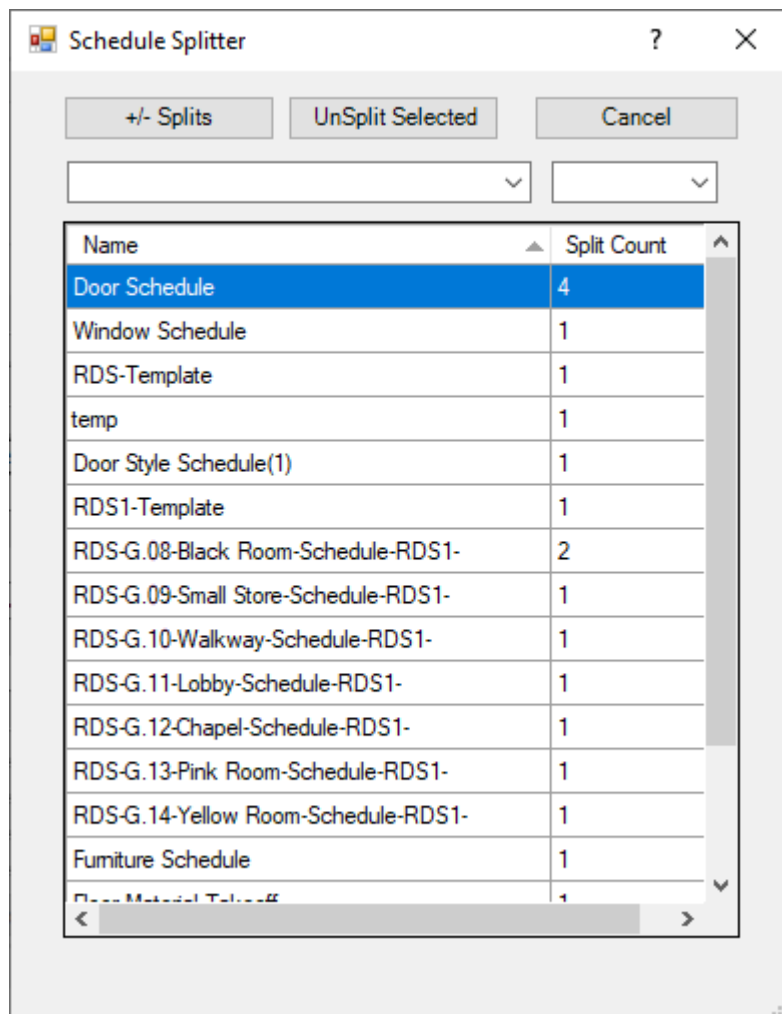 Schedule Splitter ?
+/- Splits UnSplit Selected Cancel
Name Split Count
Door Schedule 4
Window Schedule 1
RDS-Template 1
temp 1
Door Style Schedule(1) 1
RDS1-Template 1
RDS-G.08-Black Room-Schedule-RDS1- 2
RDS-G.09-Small Store-Schedule-RDS1- 1
RDS-G.10-Walkway-Schedule-RDS1- 1
RDS-G.11-Lobby-Schedule-RDS1- 1
RDS-G.12-Chapel-Schedule-RDS1- 1
RDS-G.13-Pink Room-Schedule-RDS1- 1
RDS-G.14-Yellow Room-Schedule-RDS1- 1
Furniture Schedule 1
Floor Material Takeoff 1